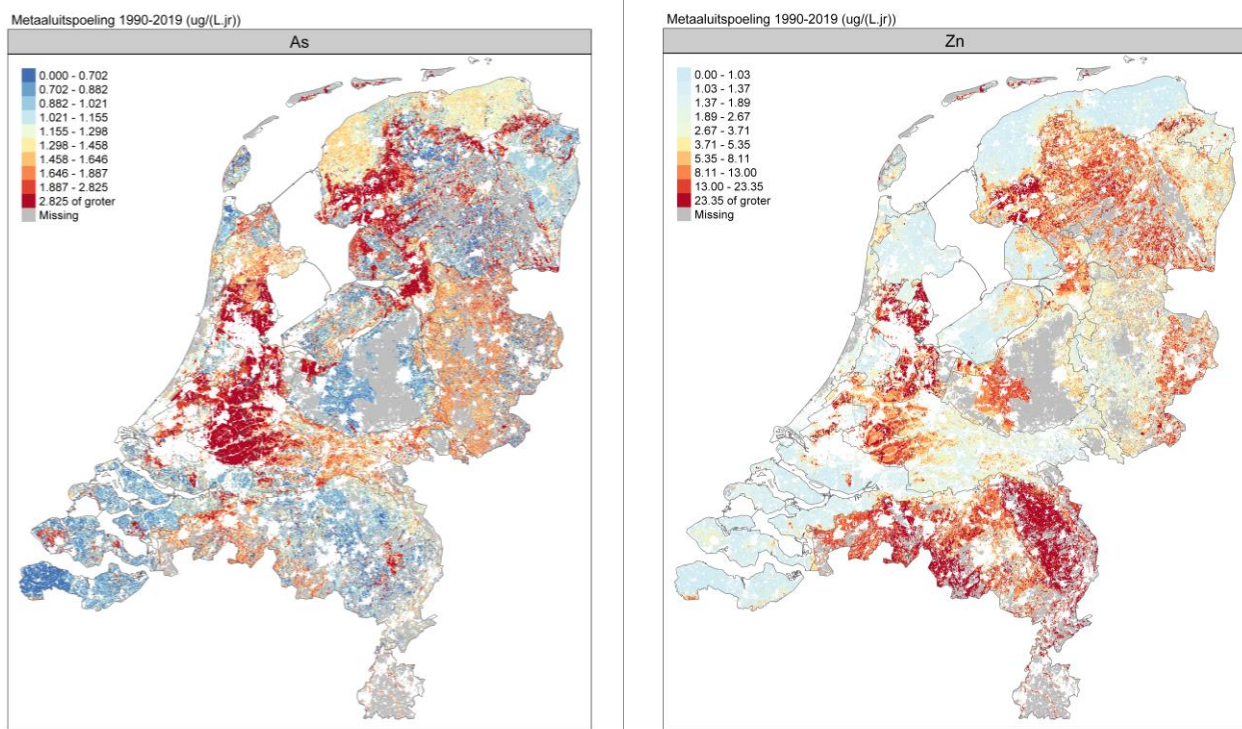 Metaaluitspoeling 1990-2019 (ug/(L.jr))
As
0.000 - 0.702
0.702 - 0.882
0.882 - 1.021
1.021 - 1.155
1.155 - 1.298
1.298 - 1.458
1.458 - 1.646
1.646 - 1.887
1.887 - 2.825
2.825 of groter
Missing
Metaaluitspoeling 1990-2019 (ug/(L.jr))
Zn
0.00 - 1.03
1.03 - 1.37
1.37 - 1.89
1.89 - 2.67
2.67 - 3.71
3.71 - 5.35
5.35 - 8.11
8.11 - 13.00
13.00 - 23.35
23.35 of groter
Missing